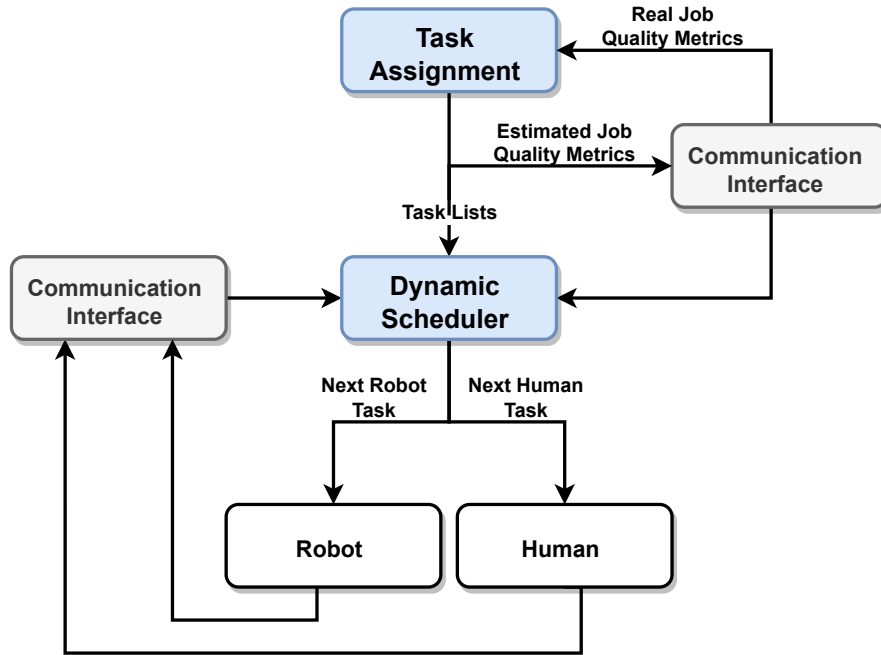 Real Job
Quality Metrics
Task
Assignment
Estimated Job
Quality Metrics
Communication
Interface
Task Lists
Communication
Interface
Dynamic
Scheduler
Next Robot
Task
Next Human
Task
Robot
Human